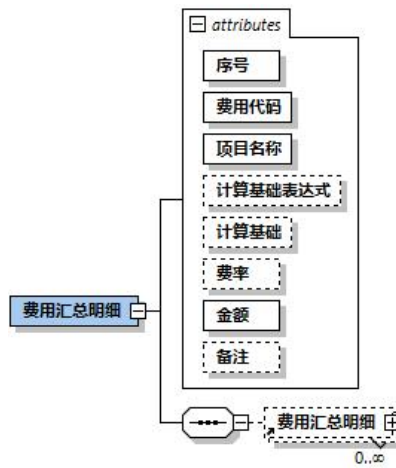 attributes
序号
费用代码
项目名称
计算基础表达式
计算基础
费率
费用汇总明细
金额
备注
费用汇总明细
0..∞